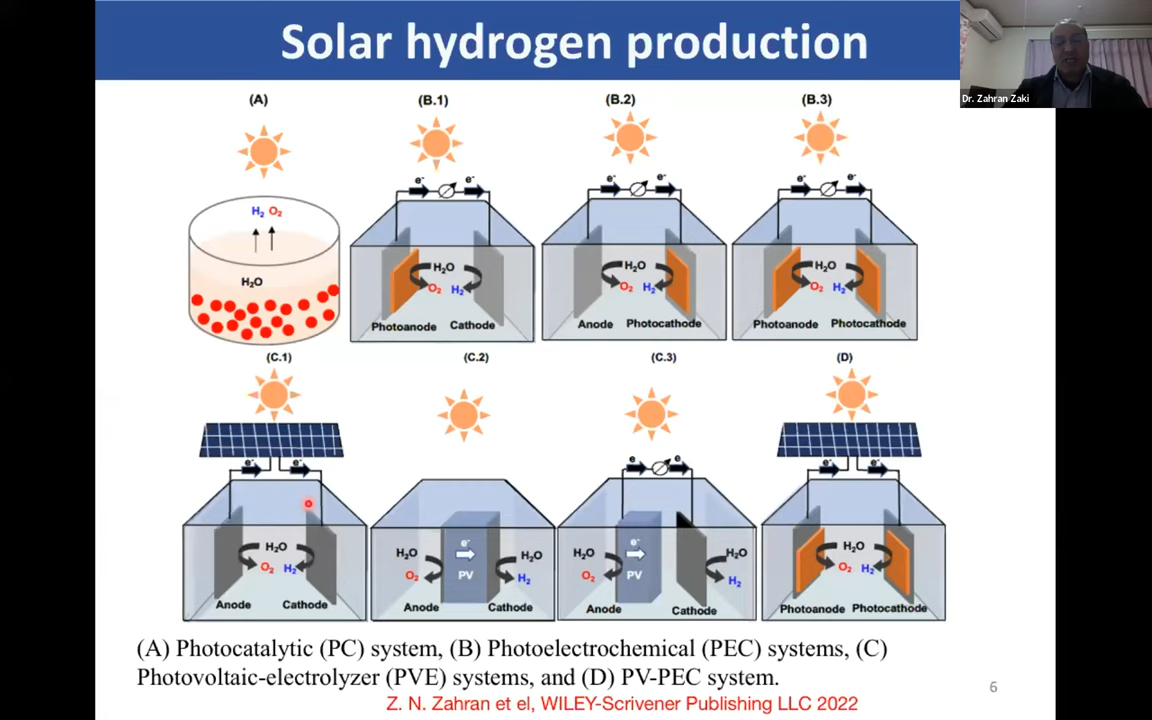 Solar hydrogen production
Dr. Zahran Zaki
(A) (B.1) (B.2) (B.3)
e- e- e- e- e- e-
H2 O2
H2O
H2O
O2 H2
Photoanode Cathode
H2O
O2 H2
Anode Photocathode
H2O
O2 H2
Photoanode Photocathode
(C.1) (C.2) (C.3) (D)
e- e-
H2O
O2 H2
Anode Cathode
H2O e- H2O
O2 PV H2
Anode Cathode
e e-
H2O e- H2O
O2 PV H2
Anode Cathode
e- e-
H2O
O2 H2
Photoanode Photocathode
(A) Photocatalytic (PC) system, (B) Photoelectrochemical (PEC) systems, (C)
Photovoltaic-electrolyzer (PVE) systems, and (D) PV-PEC system.
6
Z. N. Zahran et el, WILEY-Scrivener Publishing LLC 2022